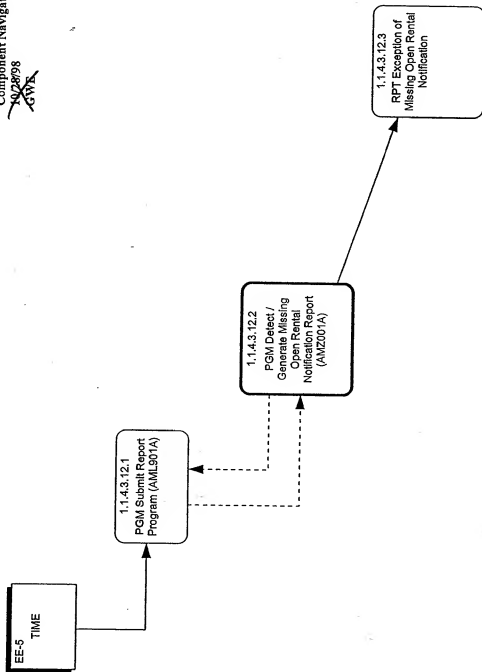 Component Navigat
10/28/98
GWE
EE-5
TIME
1.1.4.3.12.1
PGM Submit Report
Program (AML901A)
1.1.4.3.12.2
PGM Detect /
Generate Missing
Open Rental
Notification Report
(AMZ001A)
1.1.4.3.12.3
RPT Exception of
Missing Open Rental
Notification